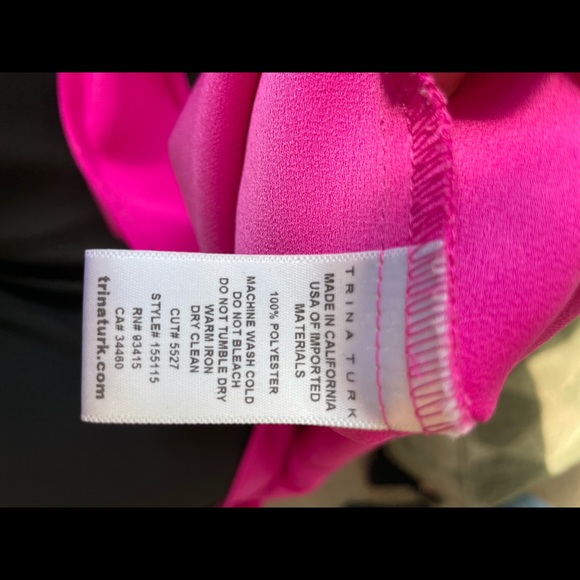 TRINA TURK
MADE IN CALIFORNIA
USA OF IMPORTED
MATERIALS
100% POLYESTER
MACHINE WASH COLD
DO NOT BLEACH
DO NOT TUMBLE DRY
WARM IRON
DRY CLEAN
CUT# 5527
STYLE# 155115
RN# 93415
CA# 34480
trinaturk.com